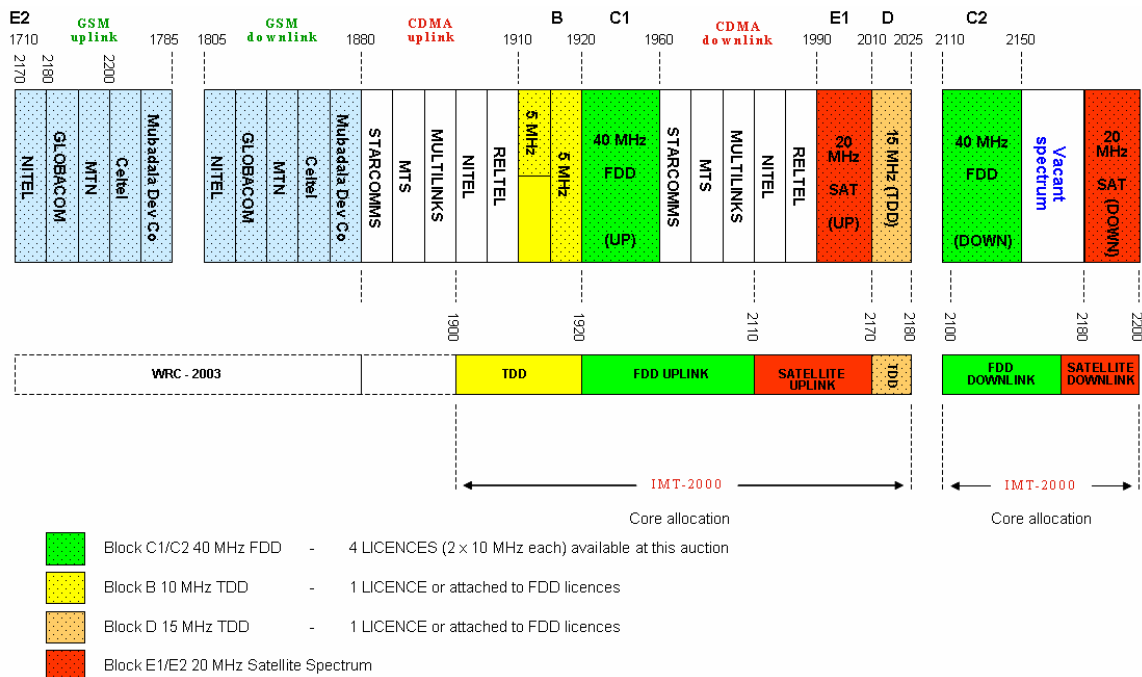 E2 GSM uplink GSM downlink CDMA uplink B C1 CDMA downlink E1 D C2
1710 1785 1805 1880 1910 1920 1960 1990 2010 2025 2110 2150
2170 2180 2200
NITEL
GLOBACOM
MTN
Celtel
Mubadala Dev Co
NITEL
GLOBACOM
MTN
Celtel
Mubadala Dev Co
STARCOMMS
MTS
MULTILINKS
NITEL
RELTEL
5 MHz
5 MHz
40 MHz
FDD
(UP)
STARCOMMS
MTS
MULTILINKS
NITEL
RELTEL
20
MHz
SAT
(UP)
15 MHz (TDD)
40 MHz
FDD
(DOWN)
Vacant
spectrum
20
MHz
SAT
(DOWN)
1900 1920 2110 2170 2180 2100 2180 2200
WRC - 2003
TDD
FDD UPLINK
SATELLITE
UPLINK
TDD
FDD
DOWNLINK
SATELLITE
DOWNLINK
IMT-2000 IMT-2000
Core allocation Core allocation
Block C1/C2 40 MHz FDD - 4 LICENCES (2 x 10 MHz each) available at this auction
Block B 10 MHz TDD - 1 LICENCE or attached to FDD licences
Block D 15 MHz TDD - 1 LICENCE or attached to FDD licences
Block E1/E2 20 MHz Satellite Spectrum